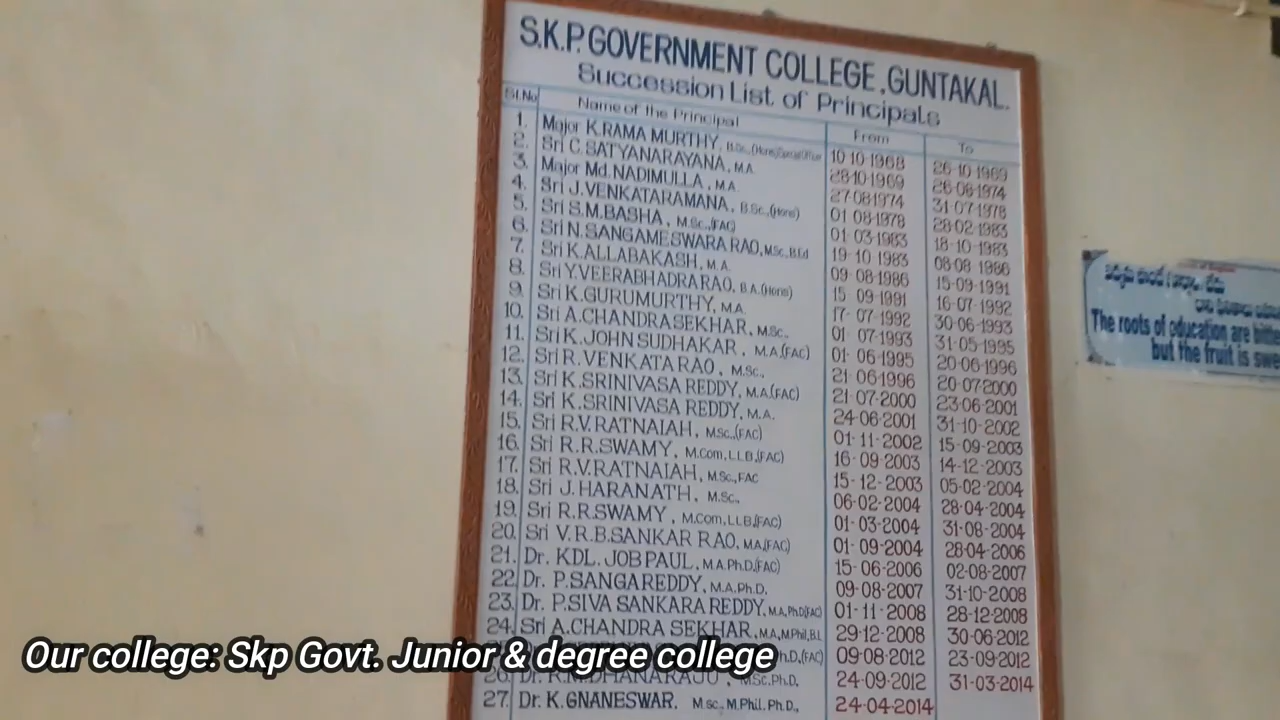 S.K.P. GOVERNMENT COLLEGE, GUNTAKAL.
Succession List of Principals
Sl.No Name of the Principal From To
1. Major K.RAMA MURTHY, B.Sc.,(Hons)Special Officer 10-10-1968 26-10-1969
2. Sri C.SATYANARAYANA, M.A. 28-10-1969 26-08-1974
3. Major Md.NADIMULLA, M.A. 27-08-1974 31-07-1978
4. Sri J.VENKATARAMANA, B.Sc.,(Hons) 01-08-1978 28-02-1983
5. Sri S.M.BASHA, M.Sc.,(FAC) 01-03-1983 18-10-1983
6. Sri N.SANGAMESWARA RAO, M.Sc.,B.Ed 19-10-1983 08-08-1986
7. Sri K.ALLABAKASH, M.A. 09-08-1986 15-09-1991
8. Sri Y.VEERABHADRA RAO, B.A.(Hons) 15-09-1991 16-07-1992
9. Sri K.GURUMURTHY, M.A. 17-07-1992 30-06-1993
10. Sri A.CHANDRASEKHAR, M.Sc., 01-07-1993 31-05-1995
11. Sri K.JOHN SUDHAKAR, M.A.(FAC) 01-06-1995 20-06-1996
12. Sri R.VENKATA RAO, M.Sc., 21-06-1996 20-07-2000
13. Sri K.SRINIVASA REDDY, M.A.(FAC) 21-07-2000 23-06-2001
14. Sri K.SRINIVASA REDDY, M.A. 24-06-2001 31-10-2002
15. Sri R.V.RATNAIAH, M.Sc.,(FAC) 01-11-2002 15-09-2003
16. Sri R.R.SWAMY, M.Com,LLB,(FAC) 16-09-2003 14-12-2003
17. Sri R.V.RATNAIAH, M.Sc.,FAC 15-12-2003 05-02-2004
18. Sri J.HARANATH, M.Sc., 06-02-2004 28-04-2004
19. Sri R.R.SWAMY, M.Com,LLB,(FAC) 01-03-2004 31-08-2004
20. Sri V.R.B.SANKAR RAO, M.A,(FAC) 01-09-2004 28-04-2006
21. Dr. KDL.JOB PAUL, M.A.Ph.D,(FAC) 15-06-2006 02-08-2007
22. Dr. P.SANGAREDDY, M.A.Ph.D. 09-08-2007 31-10-2008
23. Dr. P.SIVA SANKARA REDDY, M.A.,Ph.D(FAC) 01-11-2008 28-12-2008
24. Sri A.CHANDRA SEKHAR, M.A.,M.Phil.,B.L 29-12-2008 30-06-2012
Ph.D.,(FAC) 09-08-2012 23-09-2012
26. Dr. R.M.DHANARAJU, M.Sc.Ph.D. 24-09-2012 31-03-2014
27. Dr. K.GNANESWAR. M.sc., M.Phil. Ph.D., 24-04-2014
The roots of education are bitte
but the fruit is swe
Our college: Skp Govt. Junior & degree college